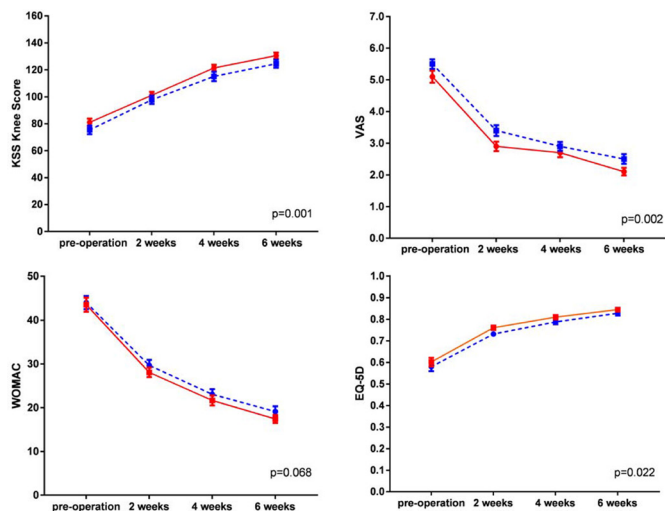 KSS Knee Score
160
140
120
100
80
60
40
20
0
pre-operation 2 weeks 4 weeks 6 weeks
p=0.001
VAS
7.0
6.0
5.0
4.0
3.0
2.0
1.0
0.0
pre-operation 2 weeks 4 weeks 6 weeks
p=0.002
WOMAC
50
40
30
20
10
0
pre-operation 2 weeks 4 weeks 6 weeks
p=0.068
EQ-5D
1.0
0.9
0.8
0.7
0.6
0.5
0.4
0.3
0.2
0.1
0.0
pre-operation 2 weeks 4 weeks 6 weeks
p=0.022